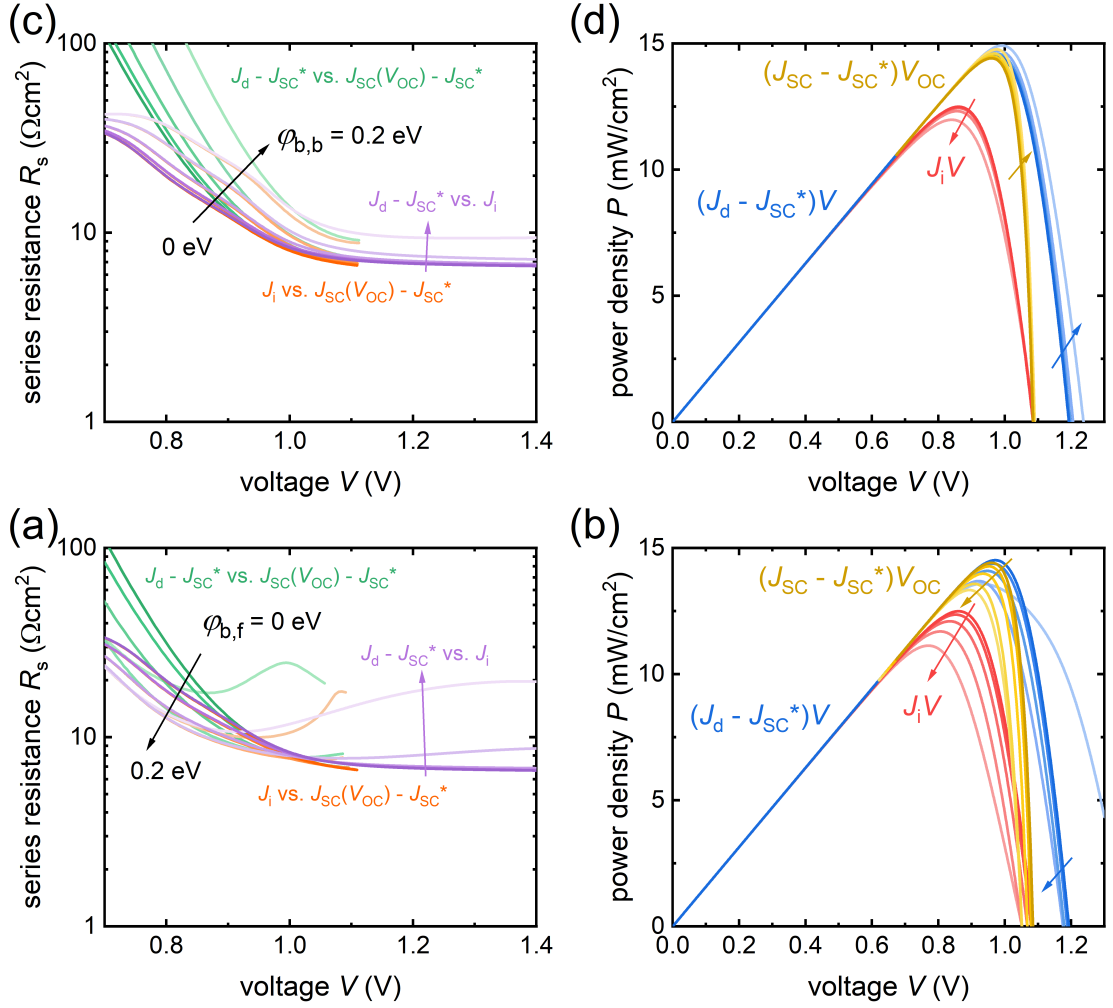 (c)
100
10
1
series resistance Rs (Ωcm²)
J_d - J_SC* vs. J_SC(V_OC) - J_SC*
φ_b,b = 0.2 eV
0 eV
J_d - J_SC* vs. J_i
J_i vs. J_SC(V_OC) - J_SC*
0.8 1.0 1.2 1.4
voltage V (V)
(d)
15
10
5
0
power density P (mW/cm²)
(J_SC - J_SC*)V_OC
J_iV
(J_d - J_SC*)V
0.0 0.2 0.4 0.6 0.8 1.0 1.2
voltage V (V)
(a)
100
10
1
series resistance Rs (Ωcm²)
J_d - J_SC* vs. J_SC(V_OC) - J_SC*
φ_b,f = 0 eV
0.2 eV
J_d - J_SC* vs. J_i
J_i vs. J_SC(V_OC) - J_SC*
0.8 1.0 1.2 1.4
voltage V (V)
(b)
15
10
5
0
power density P (mW/cm²)
(J_SC - J_SC*)V_OC
J_iV
(J_d - J_SC*)V
0.0 0.2 0.4 0.6 0.8 1.0 1.2
voltage V (V)